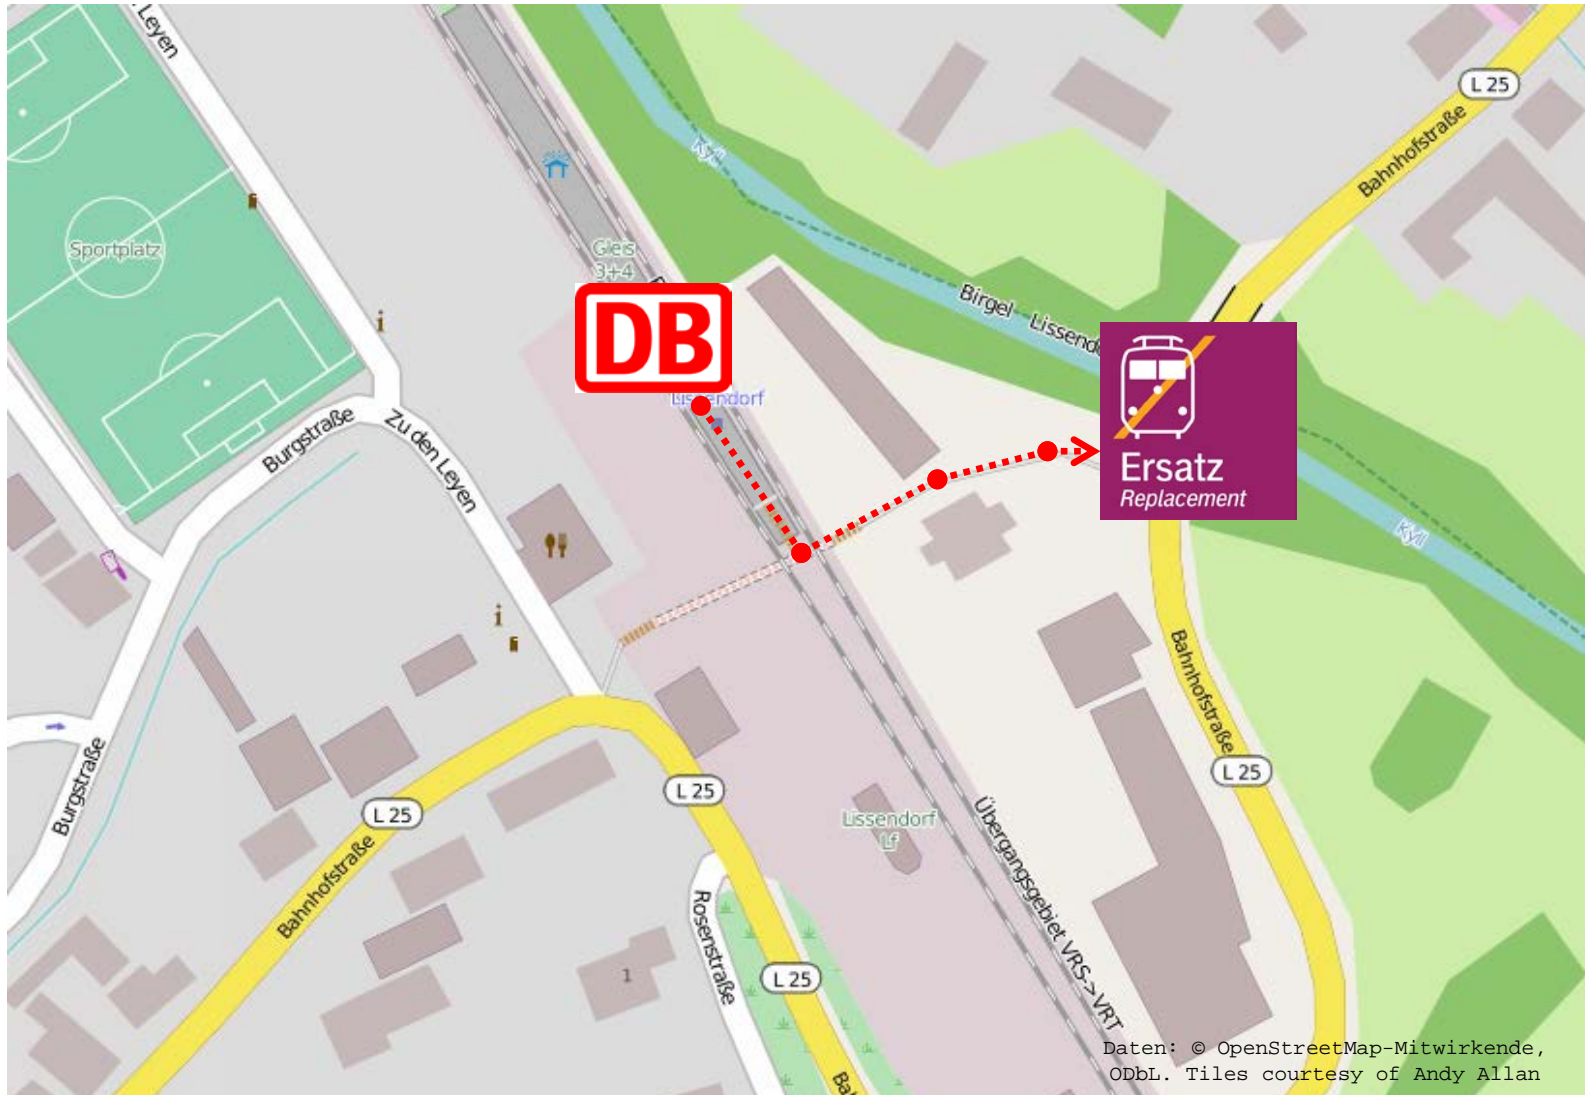 Leyen
L 25
Bahnhofstraße
Kyll
Sportplatz
Gleis
3+4
Birgel Lissend
DB
Lissendorf
Burgstraße
Zu den Leyen
Ersatz
Replacement
Kyll
Bahnhofstraße
L 25
L 25
L 25
Burgstraße
Bahnhofstraße
Lissendorf
Lf
Übergangsgebiet VRS->VRT
Rosenstraße
1
L 25
Daten: © OpenStreetMap-Mitwirkende,
ODbL. Tiles courtesy of Andy Allan